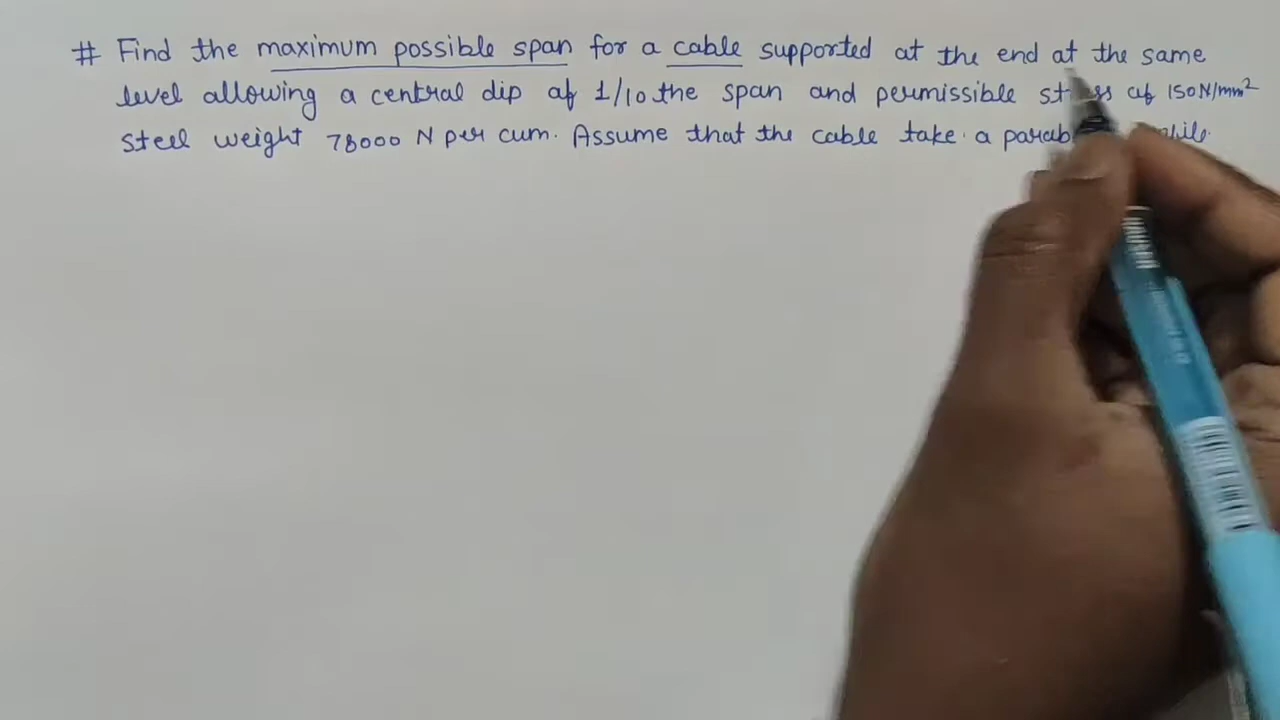 # Find the maximum possible span for a cable supported at the end at the same
level allowing a central dip of 1/10 the span and permissible of 150 N/mm²
Steel weight 78000 N per cum. Assume that the cable take a